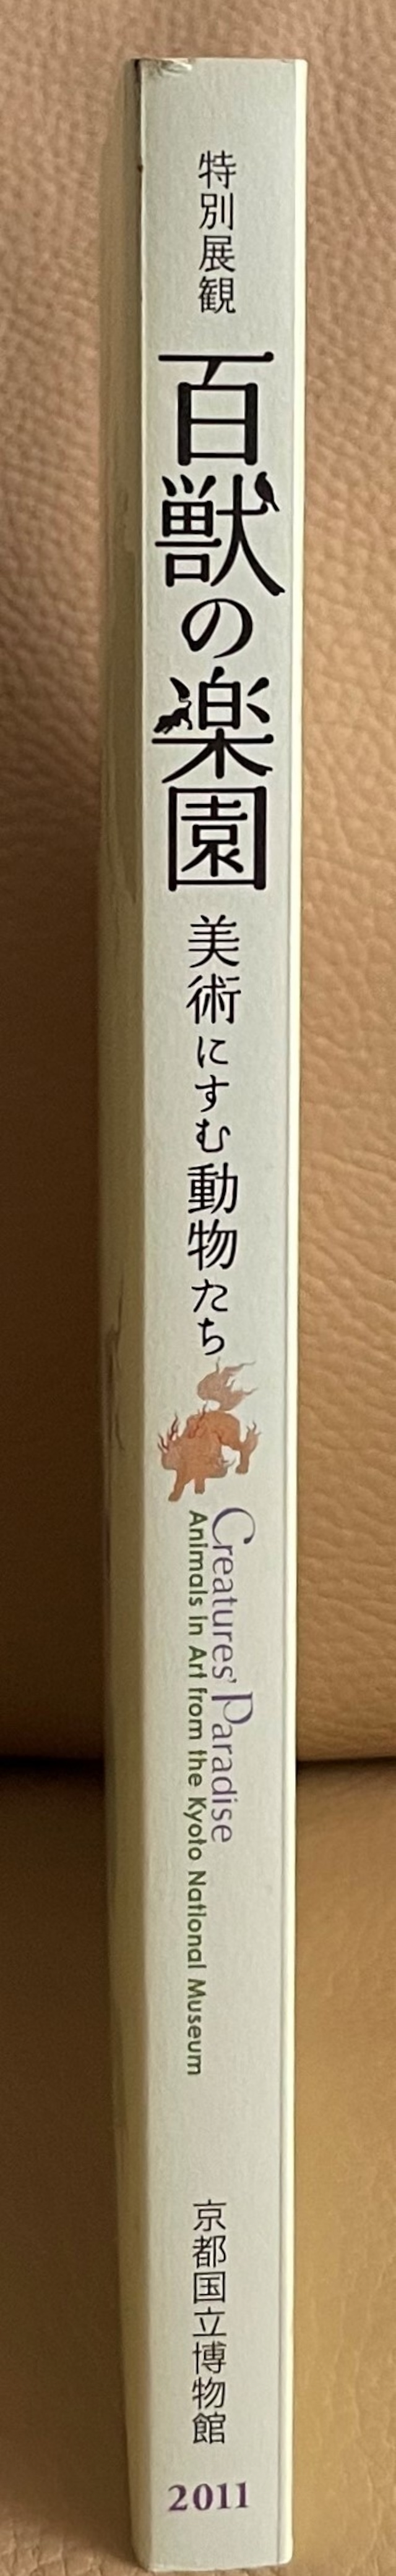 特別展観
百獣の楽園
美術にすむ動物たち
Creatures' Paradise
Animals in Art from the Kyoto National Museum
京都国立博物館
2011